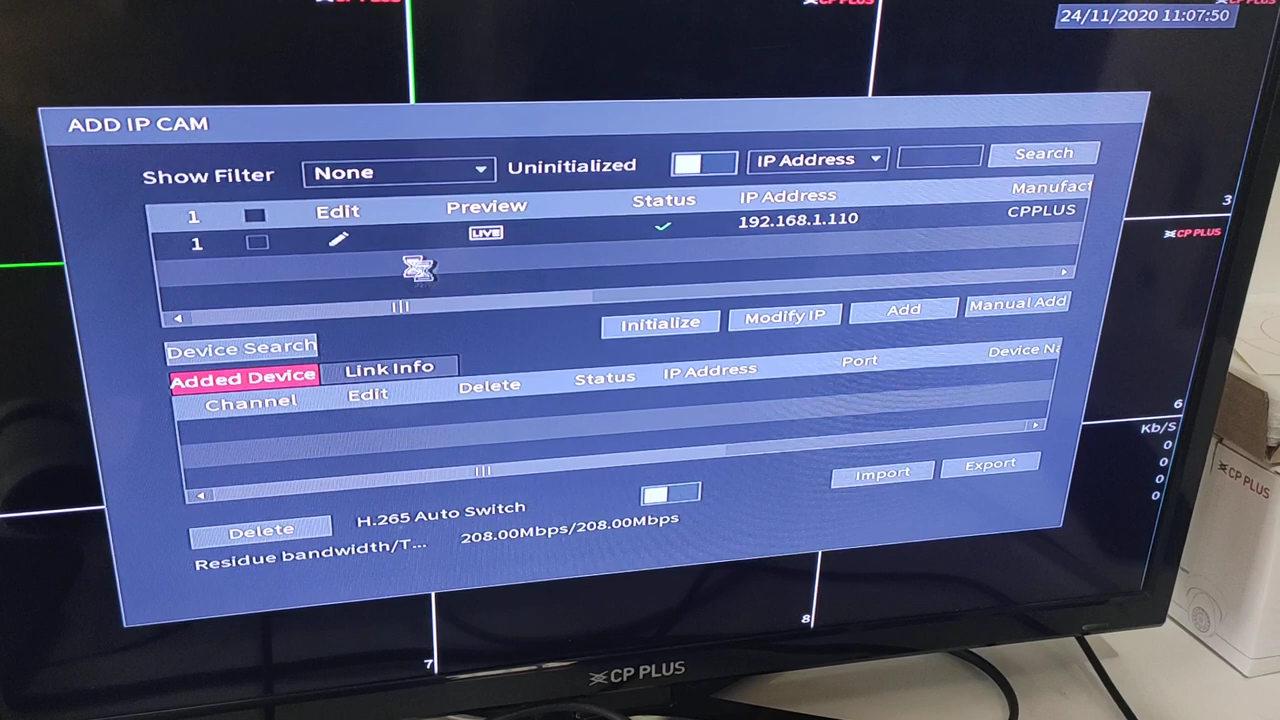 CP PLUS
CP PLUS
CP PLUS
24/11/2020 11:07:50
ADD IP CAM
Show Filter None Uninitialized IP Address Search
1 Edit Preview Status IP Address Manufact
1 LIVE 192.168.1.110 CPPLUS
3
CP PLUS
Initialize Modify IP Add Manual Add
Device Search
Added Device Link Info
Channel Edit Delete Status IP Address Port Device Na
6
Kb/S
0
0
0
0
Import Export
Delete H.265 Auto Switch
Residue bandwidth/T... 208.00Mbps/208.00Mbps
7
8
CP PLUS
CP PLUS